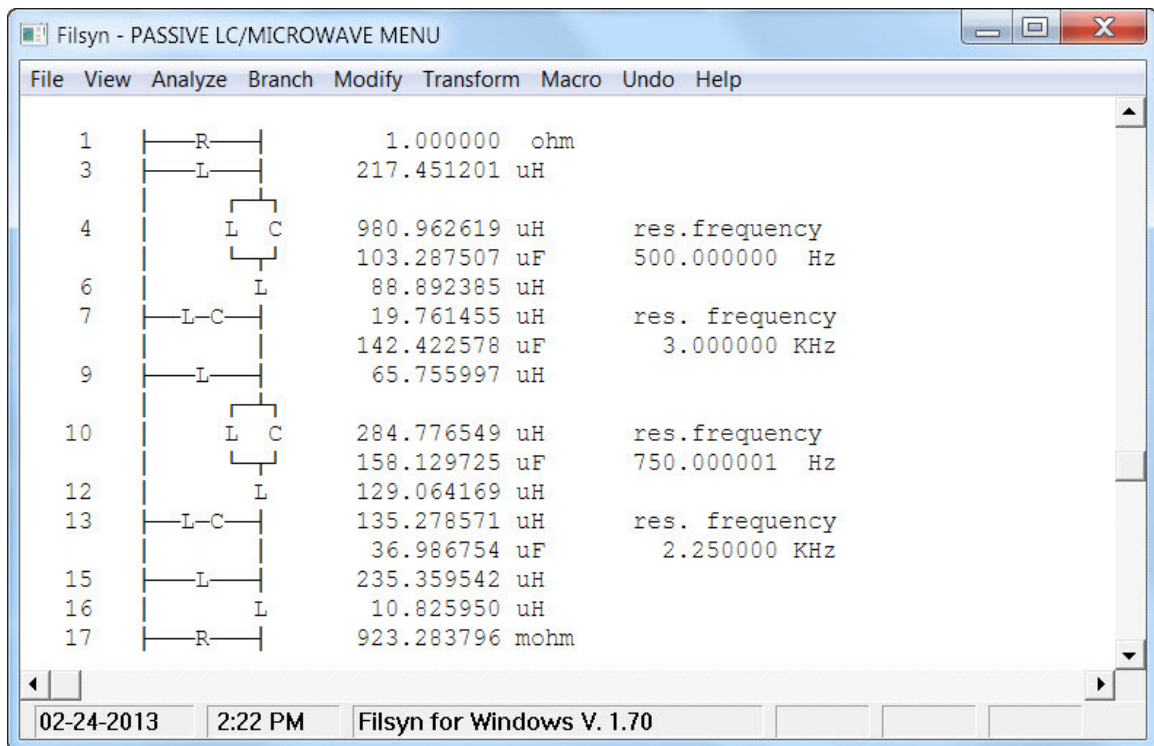 Filsyn - PASSIVE LC/MICROWAVE MENU
File View Analyze Branch Modify Transform Macro Undo Help
1 R 1.000000 ohm
3 L 217.451201 uH
4 L C 980.962619 uH res.frequency
103.287507 uF 500.000000 Hz
6 L 88.892385 uH
7 L-C 19.761455 uH res. frequency
142.422578 uF 3.000000 KHz
9 L 65.755997 uH
10 L C 284.776549 uH res.frequency
158.129725 uF 750.000001 Hz
12 L 129.064169 uH
13 L-C 135.278571 uH res. frequency
36.986754 uF 2.250000 KHz
15 L 235.359542 uH
16 L 10.825950 uH
17 R 923.283796 mohm
02-24-2013 2:22 PM Filsyn for Windows V. 1.70